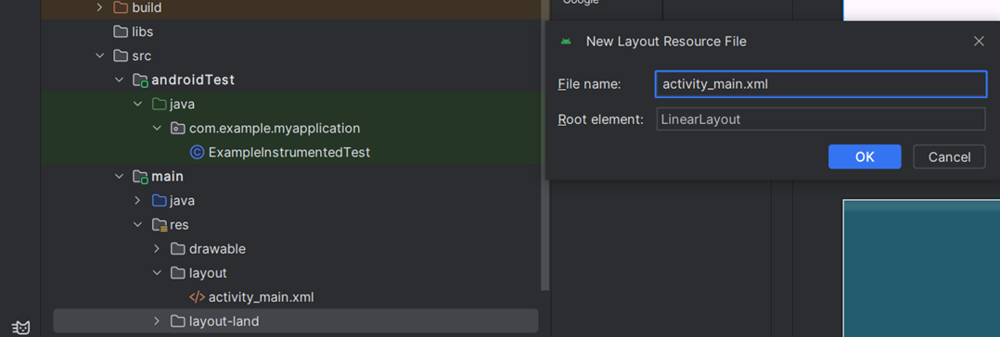 build
libs
src
androidTest
java
com.example.myapplication
ExampleInstrumentedTest
main
java
res
drawable
layout
activity_main.xml
layout-land
Google
New Layout Resource File
File name: activity_main.xml
Root element: LinearLayout
OK Cancel